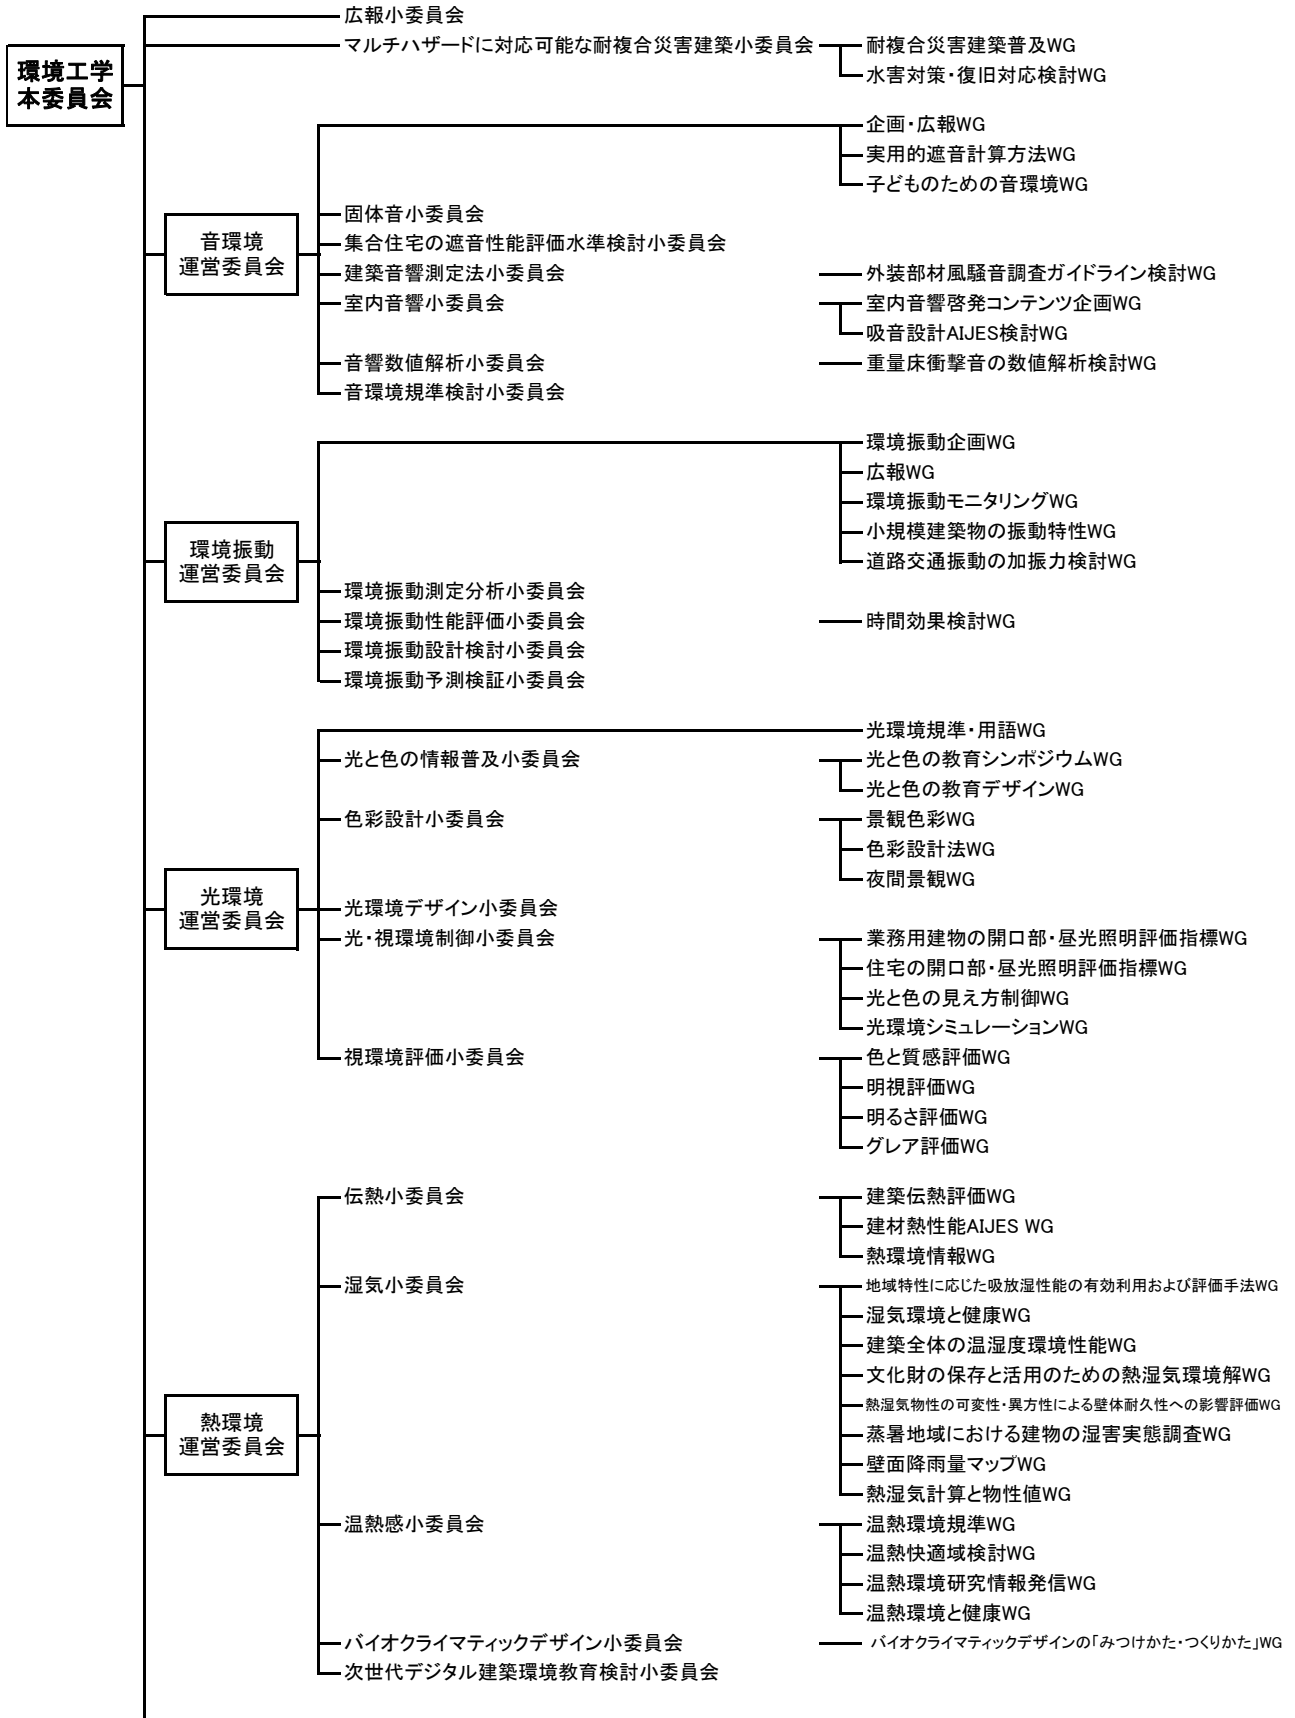 広報小委員会
マルチハザードに対応可能な耐複合災害建築小委員会 耐複合災害建築普及WG
環境工学
本委員会
水害対策・復旧対応検討WG
企画・広報WG
実用的遮音計算方法WG
子どものための音環境WG
固体音小委員会
音環境
運営委員会
集合住宅の遮音性能評価水準検討小委員会
建築音響測定法小委員会 外装部材風騒音調査ガイドライン検討WG
室内音響小委員会 室内音響啓発コンテンツ企画WG
吸音設計AIJES検討WG
音響数値解析小委員会 重量床衝撃音の数値解析検討WG
音環境規準検討小委員会
環境振動企画WG
広報WG
環境振動モニタリングWG
小規模建築物の振動特性WG
環境振動
運営委員会
道路交通振動の加振力検討WG
環境振動測定分析小委員会
環境振動性能評価小委員会 時間効果検討WG
環境振動設計検討小委員会
環境振動予測検証小委員会
光環境規準・用語WG
光と色の情報普及小委員会 光と色の教育シンポジウムWG
光と色の教育デザインWG
色彩設計小委員会 景観色彩WG
色彩設計法WG
夜間景観WG
光環境
運営委員会
光環境デザイン小委員会
光・視環境制御小委員会 業務用建物の開口部・昼光照明評価指標WG
住宅の開口部・昼光照明評価指標WG
光と色の見え方制御WG
光環境シミュレーションWG
視環境評価小委員会 色と質感評価WG
明視評価WG
明るさ評価WG
グレア評価WG
伝熱小委員会 建築伝熱評価WG
建材熱性能AIJES WG
熱環境情報WG
湿気小委員会 地域特性に応じた吸放湿性能の有効利用および評価手法WG
湿気環境と健康WG
建築全体の温湿度環境性能WG
文化財の保存と活用のための熱湿気環境解WG
熱湿気物性の可変性・異方性による壁体耐久性への影響評価WG
熱環境
運営委員会
蒸暑地域における建物の湿害実態調査WG
壁面降雨量マップWG
熱湿気計算と物性値WG
温熱感小委員会 温熱環境規準WG
温熱快適域検討WG
温熱環境研究情報発信WG
温熱環境と健康WG
バイオクライマティックデザイン小委員会 バイオクライマティックデザインの「みつけかた・つくりかた」WG
次世代デジタル建築環境教育検討小委員会